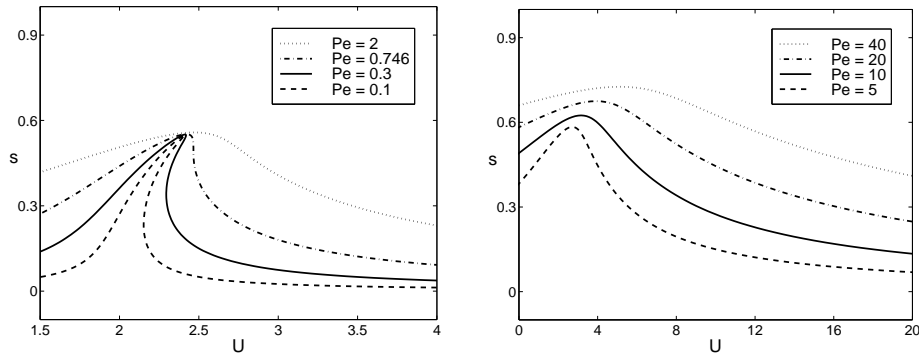 0.9
0.6
0.3
0
s
1.5
2
2.5
3
3.5
4
U
Pe = 2
Pe = 0.746
Pe = 0.3
Pe = 0.1
0.9
0.6
0.3
0
s
0
4
8
12
16
20
U
Pe = 40
Pe = 20
Pe = 10
Pe = 5